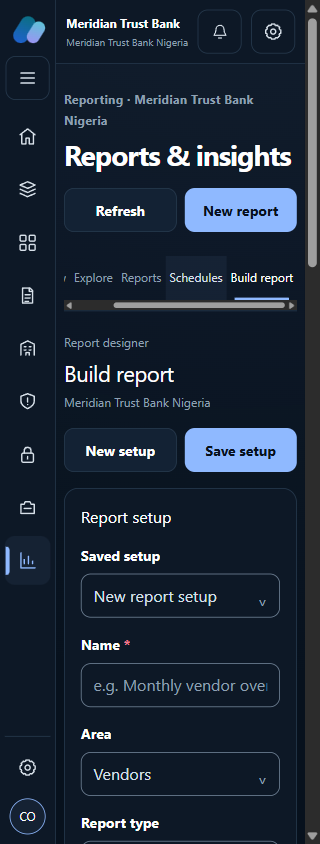 Meridian Trust Bank
Meridian Trust Bank Nigeria
Reporting · Meridian Trust Bank
Nigeria
Reports & insights
Refresh
New report
Explore
Reports
Schedules
Build report
Report designer
Build report
Meridian Trust Bank Nigeria
New setup
Save setup
Report setup
Saved setup
New report setup
Name *
e.g. Monthly vendor over
Area
Vendors
Report type
CO